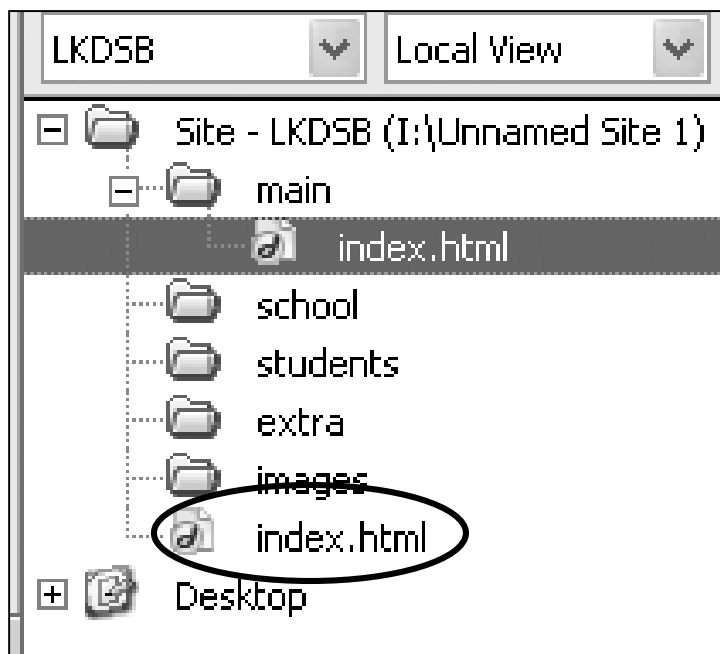 LKDSB Local View
Site - LKDSB (I:\Unnamed Site 1)
main
index.html
school
students
extra
images
index.html
Desktop